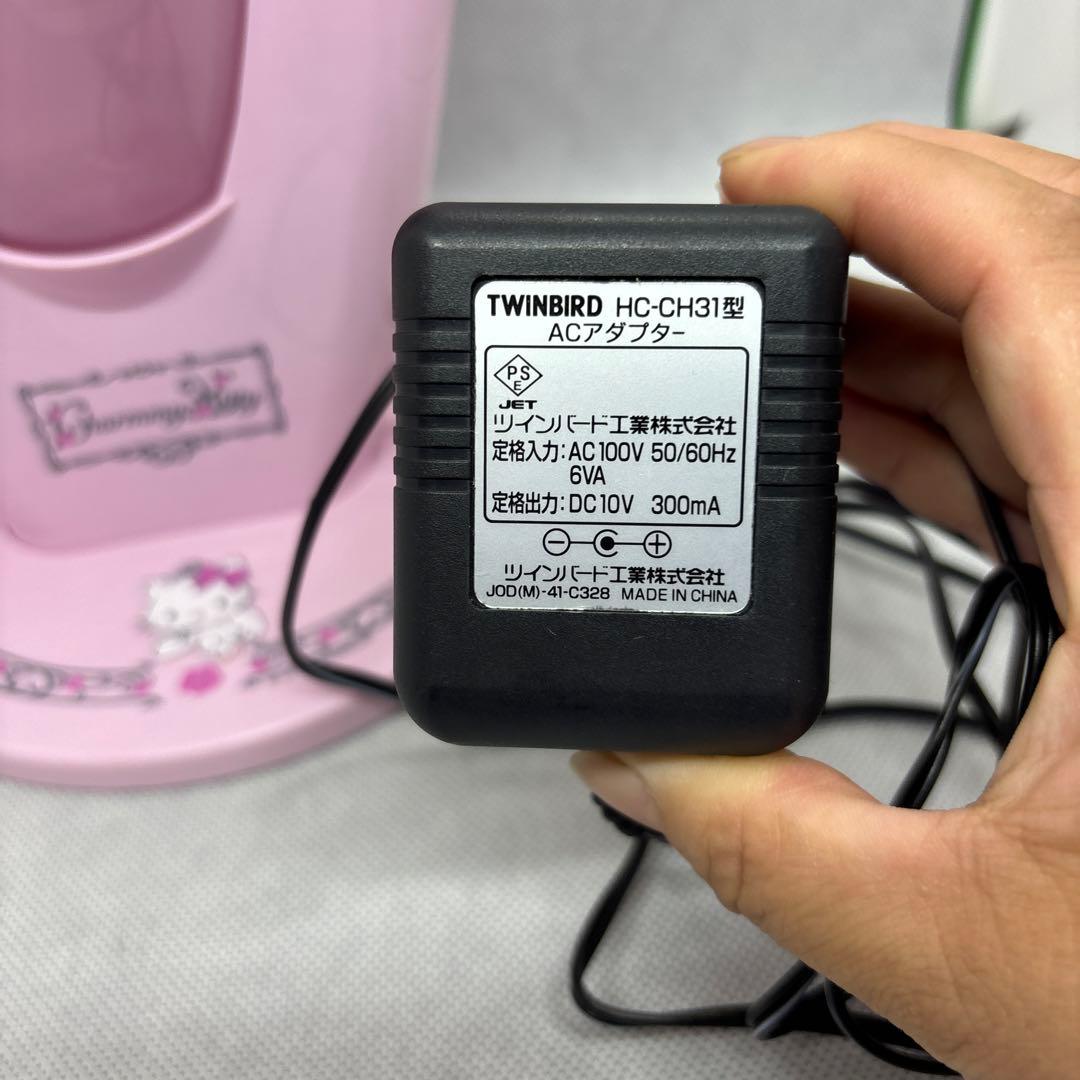 TWINBIRD HC-CH31型
ACアダプター
PS
E
JET
ツインバード工業株式会社
定格入力:AC100V 50/60Hz
6VA
定格出力:DC10V 300mA
ツインバード工業株式会社
JOD(M)-41-C328 MADE IN CHINA
Charmmy Kitty